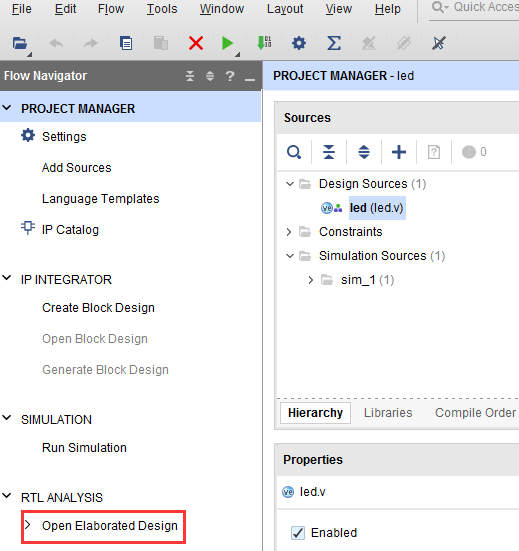 File Edit Flow Tools Window Layout View Help Quick Acces
Flow Navigator
PROJECT MANAGER - led
PROJECT MANAGER
Settings
Add Sources
Language Templates
IP Catalog
IP INTEGRATOR
Create Block Design
Open Block Design
Generate Block Design
SIMULATION
Run Simulation
RTL ANALYSIS
Open Elaborated Design
Sources
0
Design Sources (1)
led (led.v)
Constraints
Simulation Sources (1)
sim_1 (1)
Hierarchy Libraries Compile Order
Properties
led.v
Enabled